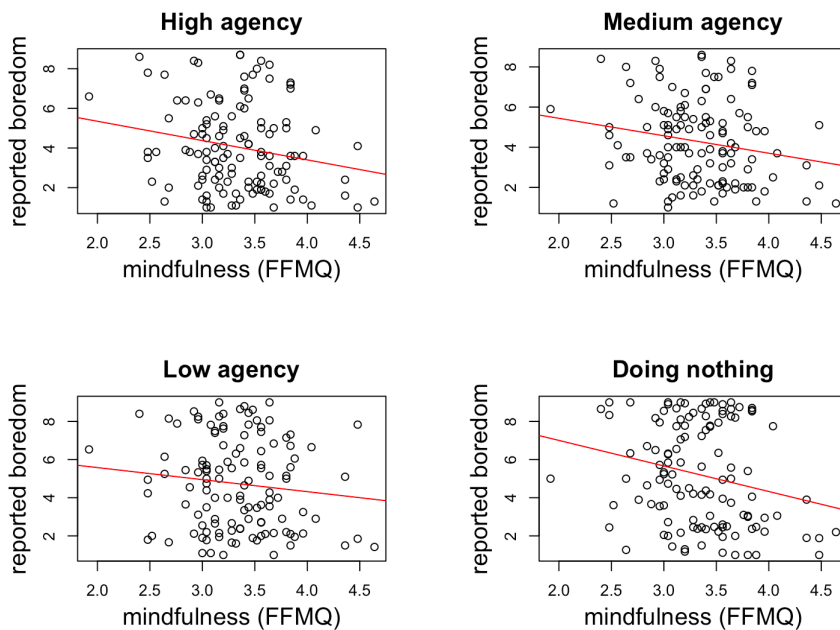 High agency
reported boredom
8
6
4
2
2.0 2.5 3.0 3.5 4.0 4.5
mindfulness (FFMQ)
Medium agency
reported boredom
8
6
4
2
2.0 2.5 3.0 3.5 4.0 4.5
mindfulness (FFMQ)
Low agency
reported boredom
8
6
4
2
2.0 2.5 3.0 3.5 4.0 4.5
mindfulness (FFMQ)
Doing nothing
reported boredom
8
6
4
2
2.0 2.5 3.0 3.5 4.0 4.5
mindfulness (FFMQ)